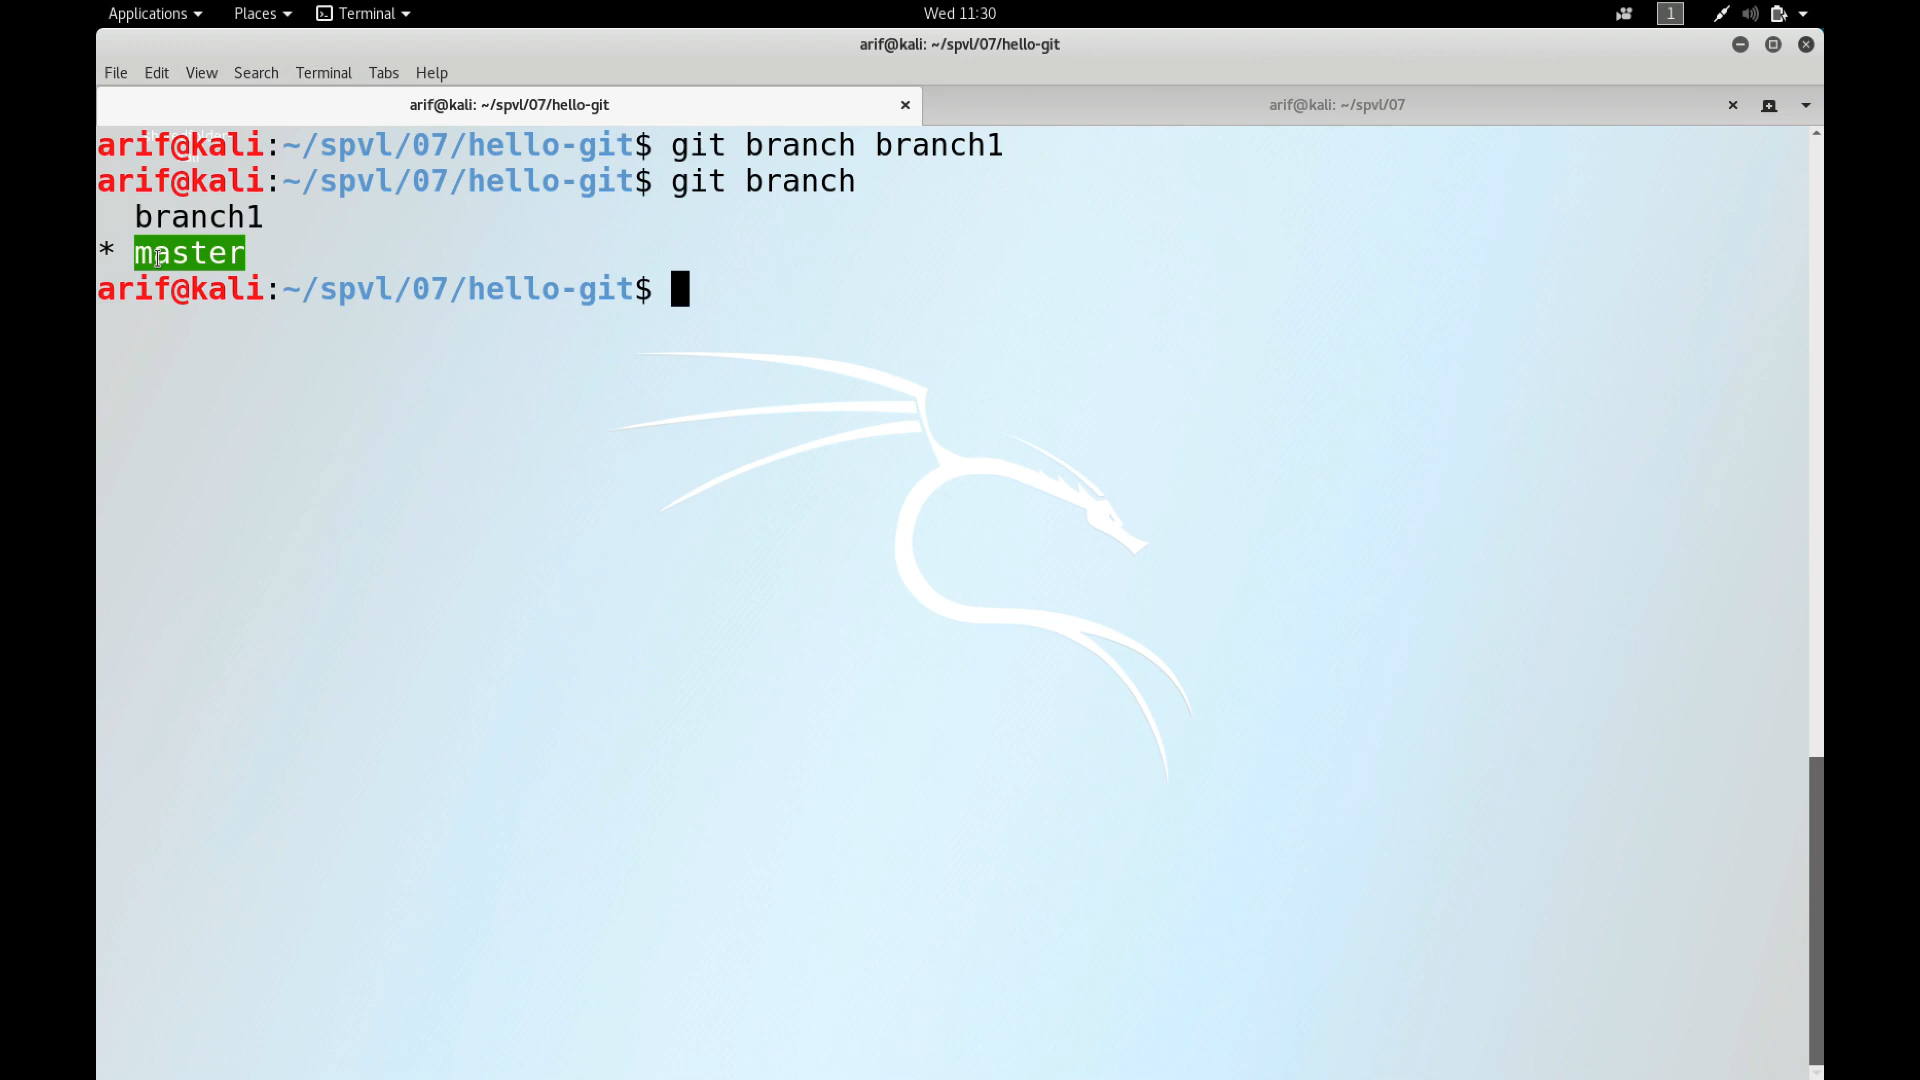 Applications Places Terminal Wed 11:30 1
arif@kali: ~/spvl/07/hello-git
File Edit View Search Terminal Tabs Help
arif@kali: ~/spvl/07/hello-git arif@kali: ~/spvl/07
arif@kali:~/spvl/07/hello-git$ git branch branch1
arif@kali:~/spvl/07/hello-git$ git branch
branch1
* master
arif@kali:~/spvl/07/hello-git$